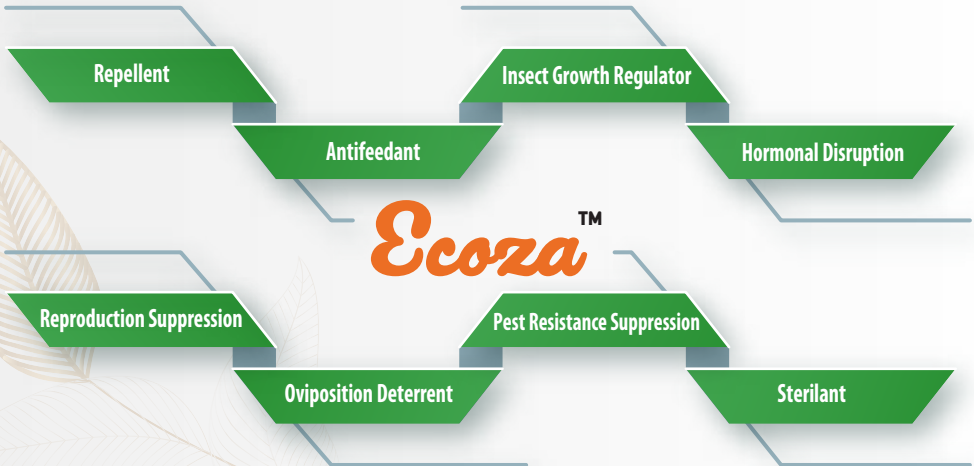 Repellent
Insect Growth Regulator
Antifeedant
Hormonal Disruption
Ecoza™
Reproduction Suppression
Pest Resistance Suppression
Oviposition Deterrent
Sterilant